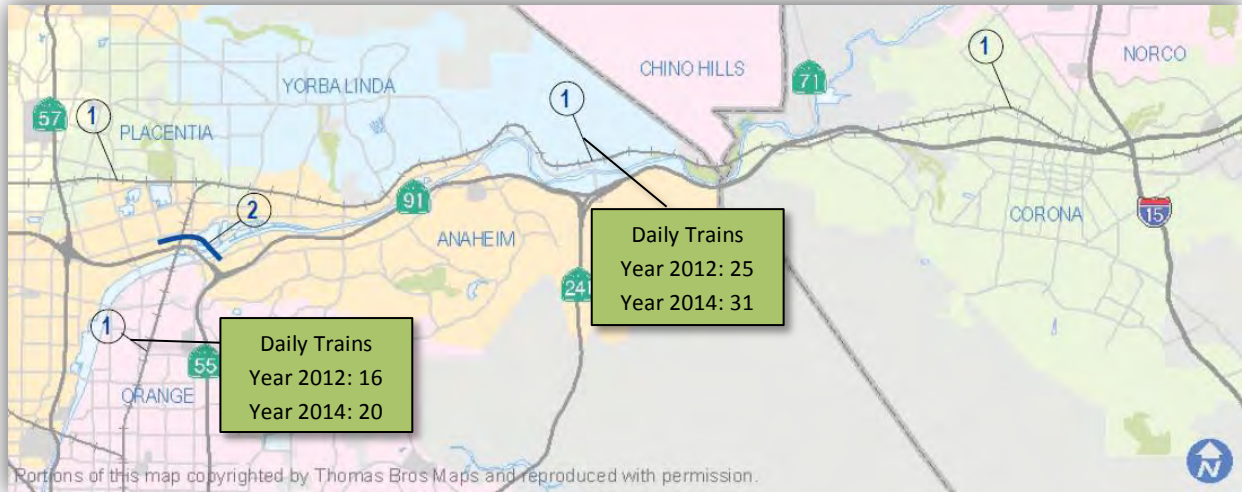 NORCO
1
CHINO HILLS
71
YORBA LINDA
1
57
1
PLACENTIA
2
91
ANAHEIM
CORONA
15
Daily Trains
Year 2012: 25
Year 2014: 31
241
1
Daily Trains
Year 2012: 16
Year 2014: 20
55
ORANGE
N
Portions of this map copyrighted by Thomas Bros Maps and reproduced with permission.